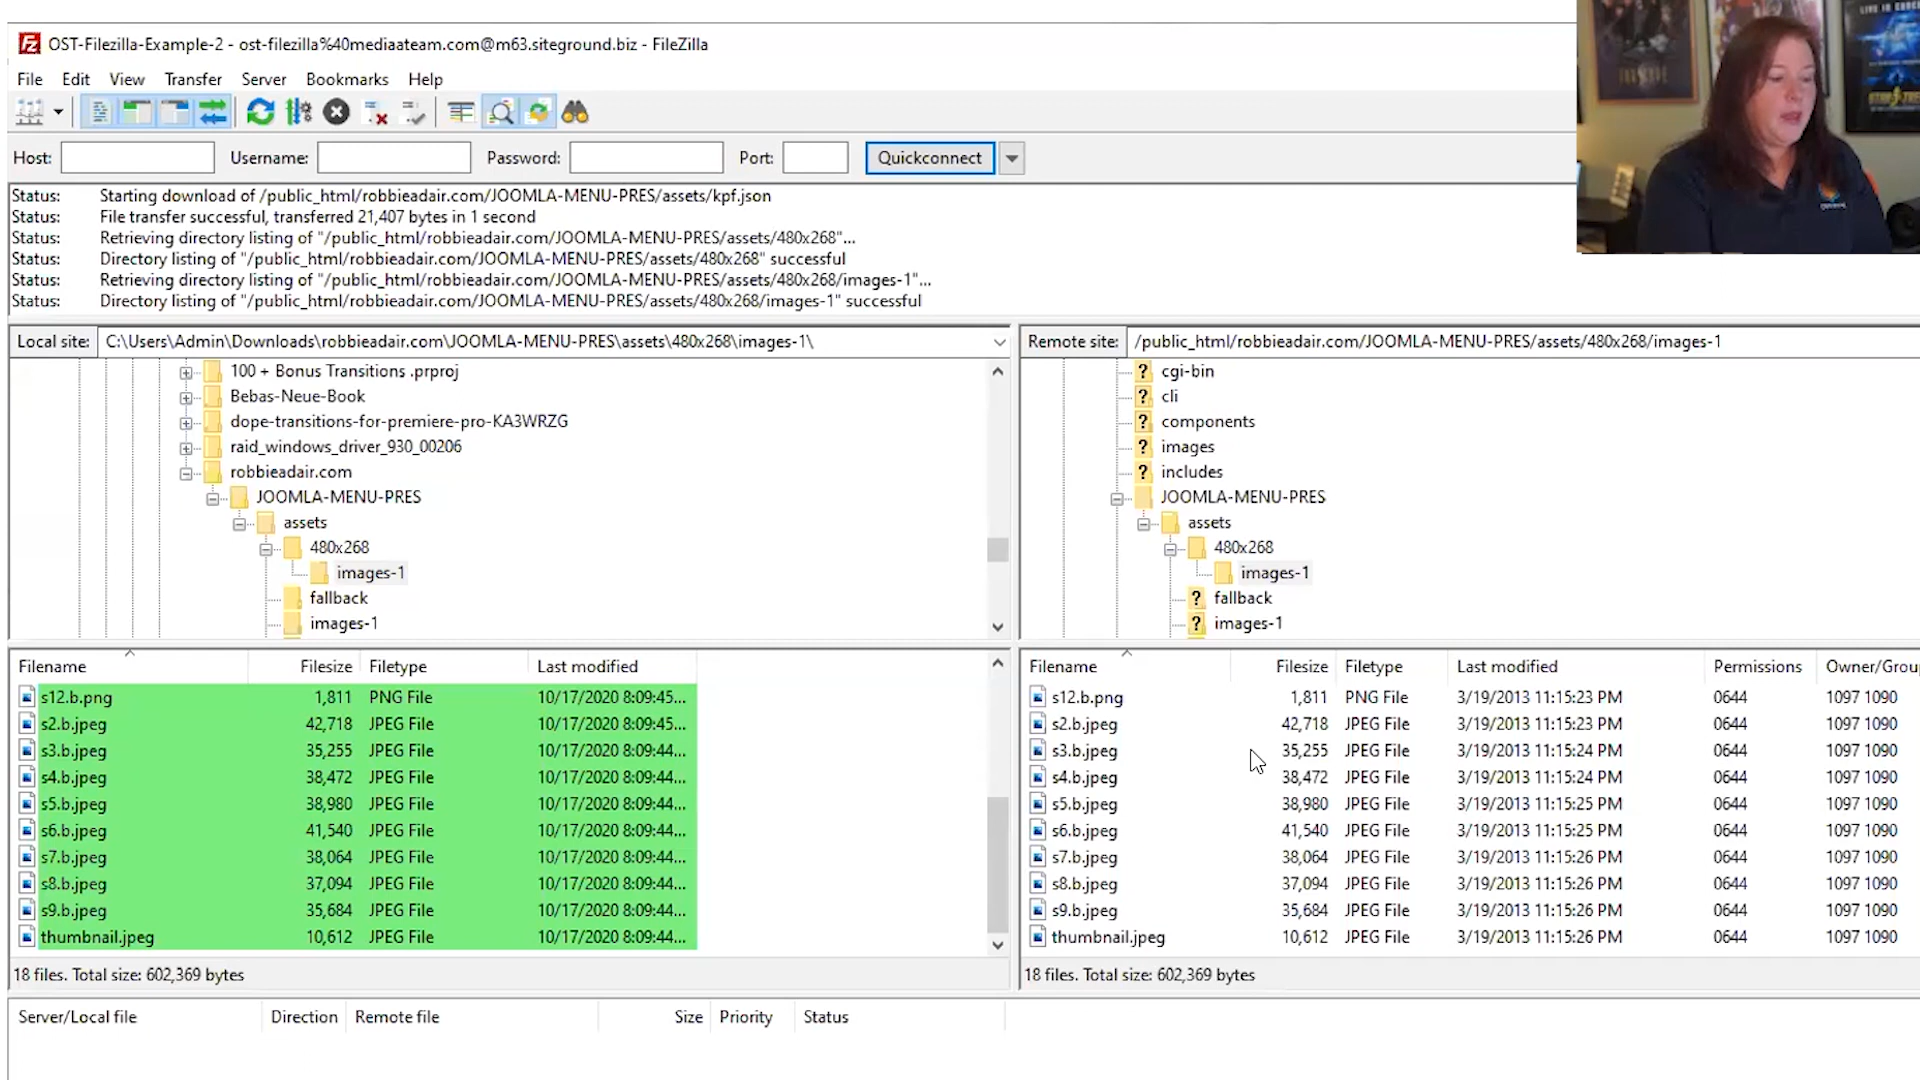 OST-Filezilla-Example-2 - ost-filezilla%40mediaateam.com@m63.siteground.biz - FileZilla
File Edit View Transfer Server Bookmarks Help
Host: Username: Password: Port: Quickconnect
Status: Starting download of /public_html/robbieadair.com/JOOMLA-MENU-PRES/assets/kpf.json
Status: File transfer successful, transferred 21,407 bytes in 1 second
Status: Retrieving directory listing of "/public_html/robbieadair.com/JOOMLA-MENU-PRES/assets/480x268"...
Status: Directory listing of "/public_html/robbieadair.com/JOOMLA-MENU-PRES/assets/480x268" successful
Status: Retrieving directory listing of "/public_html/robbieadair.com/JOOMLA-MENU-PRES/assets/480x268/images-1"...
Status: Directory listing of "/public_html/robbieadair.com/JOOMLA-MENU-PRES/assets/480x268/images-1" successful
Local site: C:\Users\Admin\Downloads\robbieadair.com\JOOMLA-MENU-PRES\assets\480x268\images-1\
100 + Bonus Transitions .prproj
Bebas-Neue-Book
dope-transitions-for-premiere-pro-KA3WRZG
raid_windows_driver_930_00206
robbieadair.com
JOOMLA-MENU-PRES
assets
480x268
images-1
fallback
images-1
Remote site: /public_html/robbieadair.com/JOOMLA-MENU-PRES/assets/480x268/images-1
cgi-bin
cli
components
images
includes
JOOMLA-MENU-PRES
assets
480x268
images-1
fallback
images-1
Filename Filesize Filetype Last modified
s12.b.png 1,811 PNG File 10/17/2020 8:09:45...
s2.b.jpeg 42,718 JPEG File 10/17/2020 8:09:45...
s3.b.jpeg 35,255 JPEG File 10/17/2020 8:09:44...
s4.b.jpeg 38,472 JPEG File 10/17/2020 8:09:44...
s5.b.jpeg 38,980 JPEG File 10/17/2020 8:09:44...
s6.b.jpeg 41,540 JPEG File 10/17/2020 8:09:44...
s7.b.jpeg 38,064 JPEG File 10/17/2020 8:09:44...
s8.b.jpeg 37,094 JPEG File 10/17/2020 8:09:44...
s9.b.jpeg 35,684 JPEG File 10/17/2020 8:09:44...
thumbnail.jpeg 10,612 JPEG File 10/17/2020 8:09:44...
18 files. Total size: 602,369 bytes
Filename Filesize Filetype Last modified Permissions Owner/Group
s12.b.png 1,811 PNG File 3/19/2013 11:15:23 PM 0644 1097 1090
s2.b.jpeg 42,718 JPEG File 3/19/2013 11:15:23 PM 0644 1097 1090
s3.b.jpeg 35,255 JPEG File 3/19/2013 11:15:24 PM 0644 1097 1090
s4.b.jpeg 38,472 JPEG File 3/19/2013 11:15:24 PM 0644 1097 1090
s5.b.jpeg 38,980 JPEG File 3/19/2013 11:15:25 PM 0644 1097 1090
s6.b.jpeg 41,540 JPEG File 3/19/2013 11:15:25 PM 0644 1097 1090
s7.b.jpeg 38,064 JPEG File 3/19/2013 11:15:26 PM 0644 1097 1090
s8.b.jpeg 37,094 JPEG File 3/19/2013 11:15:26 PM 0644 1097 1090
s9.b.jpeg 35,684 JPEG File 3/19/2013 11:15:26 PM 0644 1097 1090
thumbnail.jpeg 10,612 JPEG File 3/19/2013 11:15:26 PM 0644 1097 1090
18 files. Total size: 602,369 bytes
Server/Local file Direction Remote file Size Priority Status